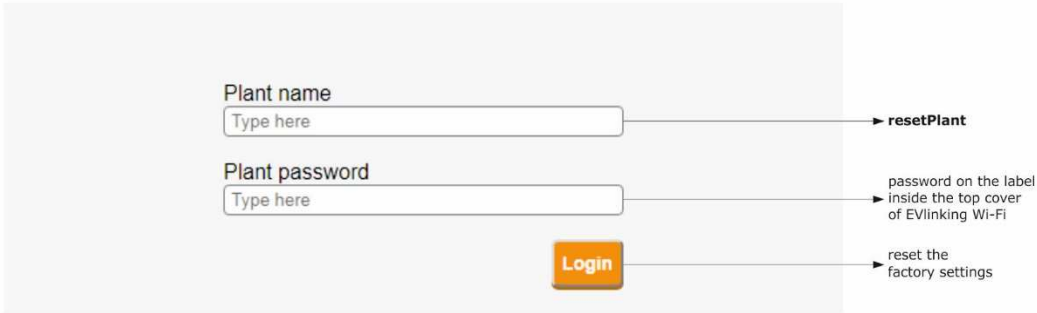 Plant name
Type here
resetPlant
Plant password
Type here
password on the label
inside the top cover
of EVlinking Wi-Fi
Login
reset the
factory settings